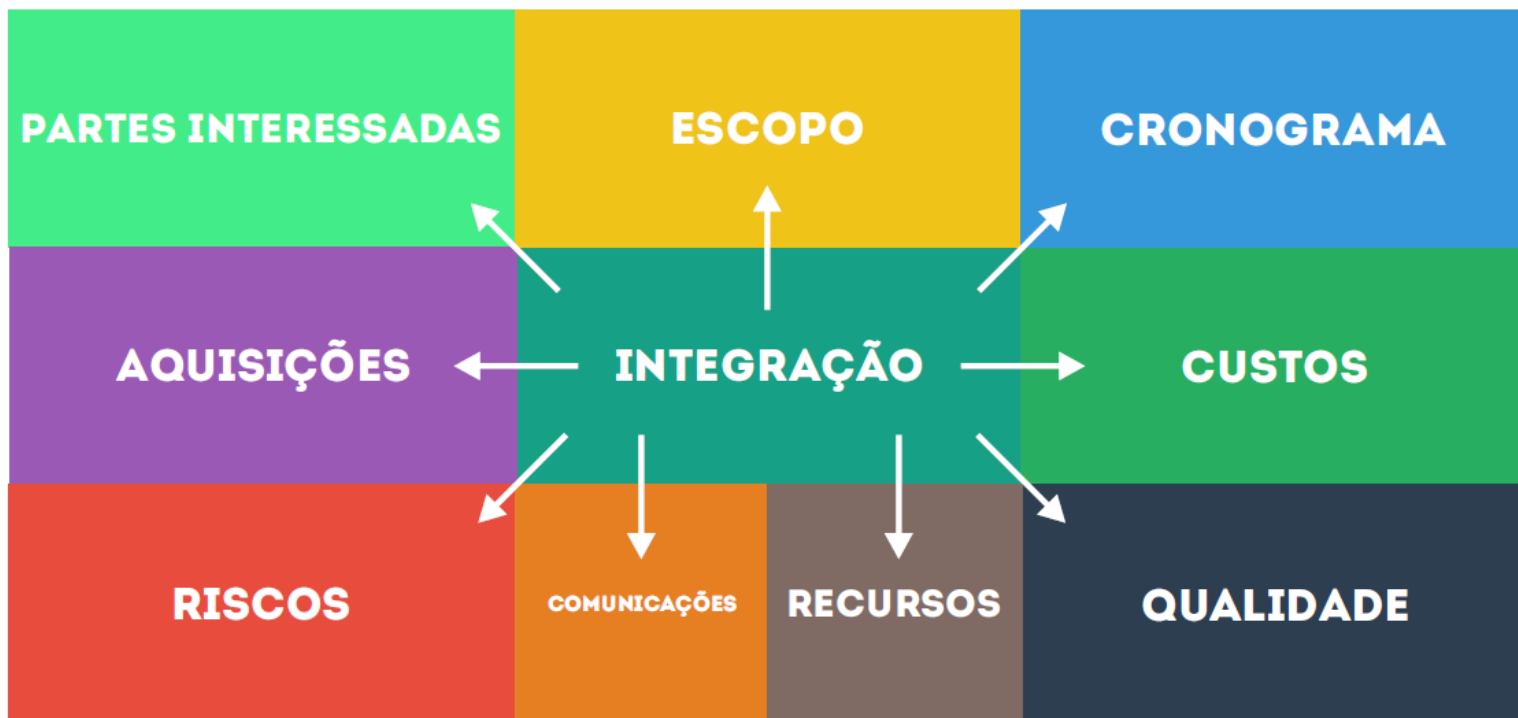 PARTES INTERESSADAS
ESCOPO
CRONOGRAMA
AQUISIÇÕES
INTEGRAÇÃO
CUSTOS
RISCOS
COMUNICAÇÕES
RECURSOS
QUALIDADE